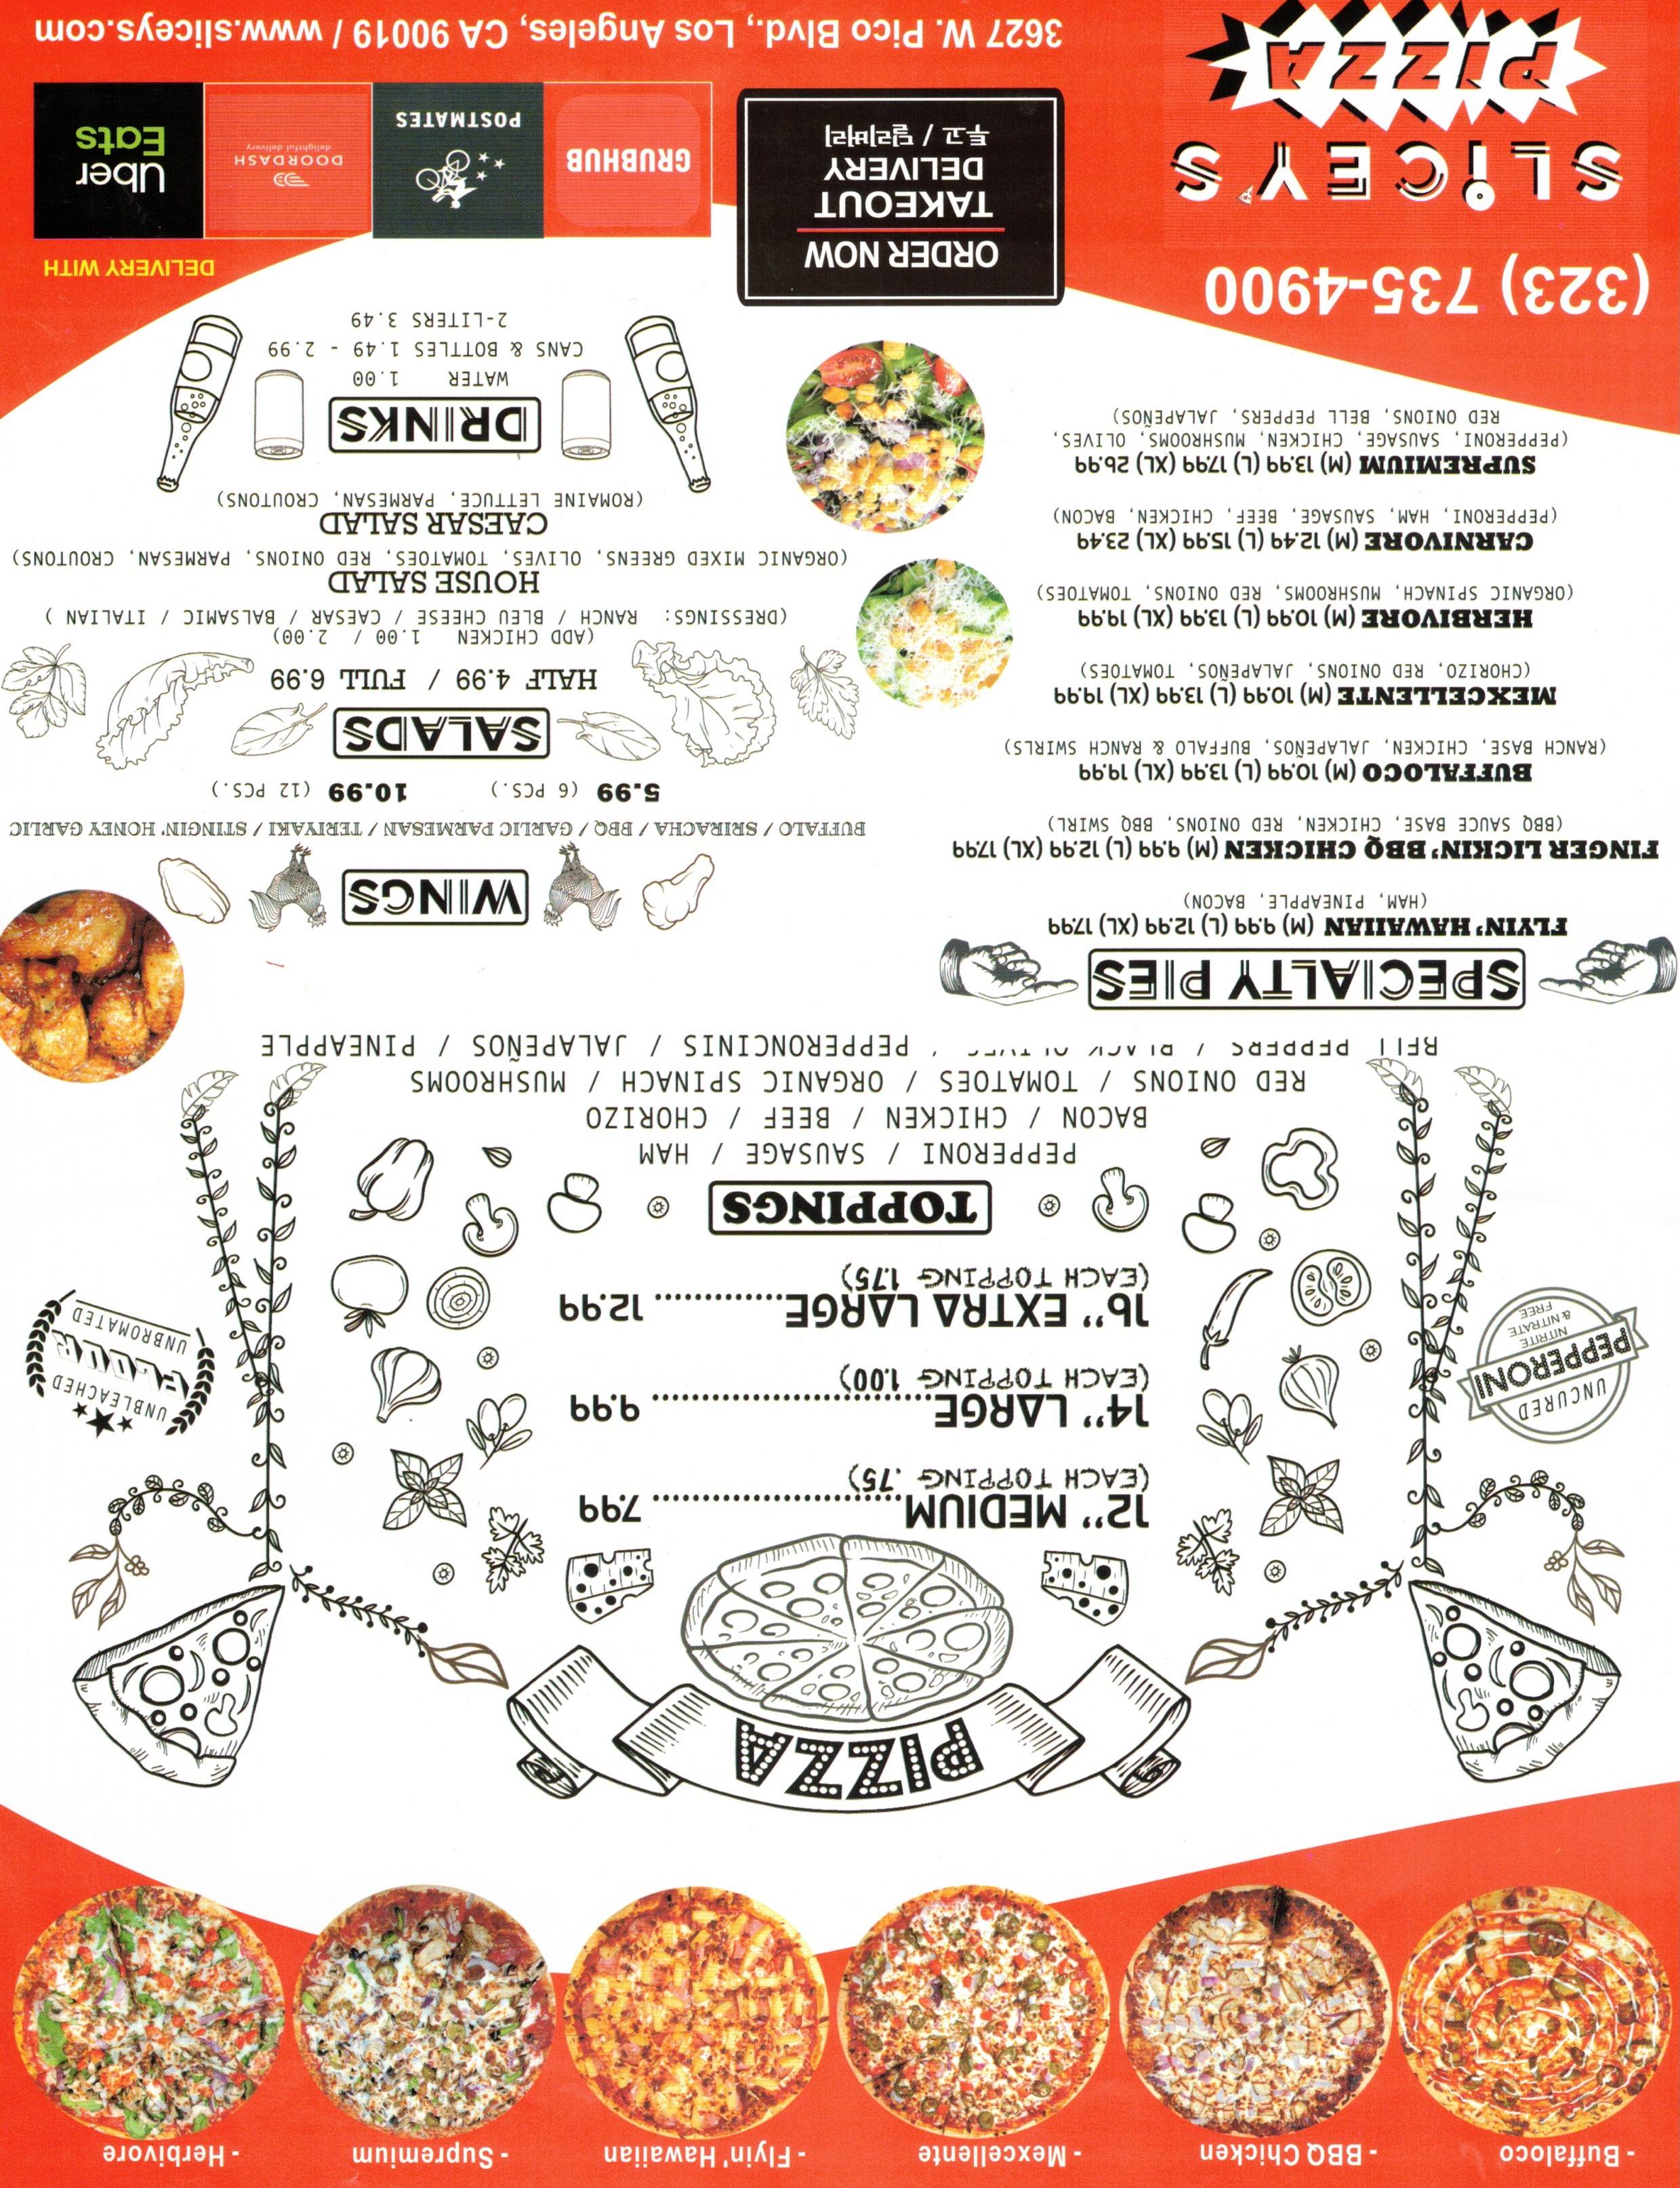 - Buffaloco
- BBQ Chicken
- Mexcellente
- Flyin' Hawaiian
- Supremium
- Herbivore
PIZZA
12” MEDIUM......................... 7.99
(EACH TOPPING .75)
14” LARGE............................ 9.99
(EACH TOPPING 1.00)
16” EXTRA LARGE............. 12.99
(EACH TOPPING 1.75)
UNCURED
PEPPERONI
NITRITE
& NITRATE
FREE
UNBLEACHED
FLOUR
UNBROMATED
TOPPINGS
PEPPERONI / SAUSAGE / HAM
BACON / CHICKEN / BEEF / CHORIZO
RED ONIONS / TOMATOES / ORGANIC SPINACH / MUSHROOMS
BELL PEPPERS / BLACK OLIVES / PEPPERONCINIS / JALAPEÑOS / PINEAPPLE
SPECIALTY PIES
FLYIN’ HAWAIIAN (M) 9.99 (L) 12.99 (XL) 17.99
(HAM, PINEAPPLE, BACON)
FINGER LICKIN’ BBQ CHICKEN (M) 9.99 (L) 12.99 (XL) 17.99
(BBQ SAUCE BASE, CHICKEN, RED ONIONS, BBQ SWIRL)
BUFFALOCO (M) 10.99 (L) 13.99 (XL) 19.99
(RANCH BASE, CHICKEN, JALAPEÑOS, BUFFALO & RANCH SWIRLS)
MEXCELLENTE (M) 10.99 (L) 13.99 (XL) 19.99
(CHORIZO, RED ONIONS, JALAPEÑOS, TOMATOES)
HERBIVORE (M) 10.99 (L) 13.99 (XL) 19.99
(ORGANIC SPINACH, MUSHROOMS, RED ONIONS, TOMATOES)
CARNIVORE (M) 12.49 (L) 15.99 (XL) 23.49
(PEPPERONI, HAM, SAUSAGE, BEEF, CHICKEN, BACON)
SUPREMIUM (M) 13.99 (L) 17.99 (XL) 26.99
(PEPPERONI, SAUSAGE, CHICKEN, MUSHROOMS, OLIVES,
RED ONIONS, BELL PEPPERS, JALAPEÑOS)
WINGS
BUFFALO / SRIRACHA / BBQ / GARLIC PARMESAN / TERIYAKI / STINGIN' HONEY GARLIC
5.99 (6 PCS.) 10.99 (12 PCS.)
SALADS
HALF 4.99 / FULL 6.99
(ADD CHICKEN 1.00 / 2.00)
(DRESSINGS: RANCH / BLEU CHEESE / CAESAR / BALSAMIC / ITALIAN )
HOUSE SALAD
(ORGANIC MIXED GREENS, OLIVES, TOMATOES, RED ONIONS, PARMESAN, CROUTONS)
CAESAR SALAD
(ROMAINE LETTUCE, PARMESAN, CROUTONS)
DRINKS
WATER 1.00
CANS & BOTTLES 1.49 - 2.99
2-LITERS 3.49
(323) 735-4900
SLICEY'S
PIZZA
ORDER NOW
TAKEOUT
DELIVERY
투고 / 딜리버리
DELIVERY WITH
GRUBHUB
POSTMATES
DOORDASH
delightful delivery
Uber
Eats
3627 W. Pico Blvd., Los Angeles, CA 90019 / www.sliceys.com